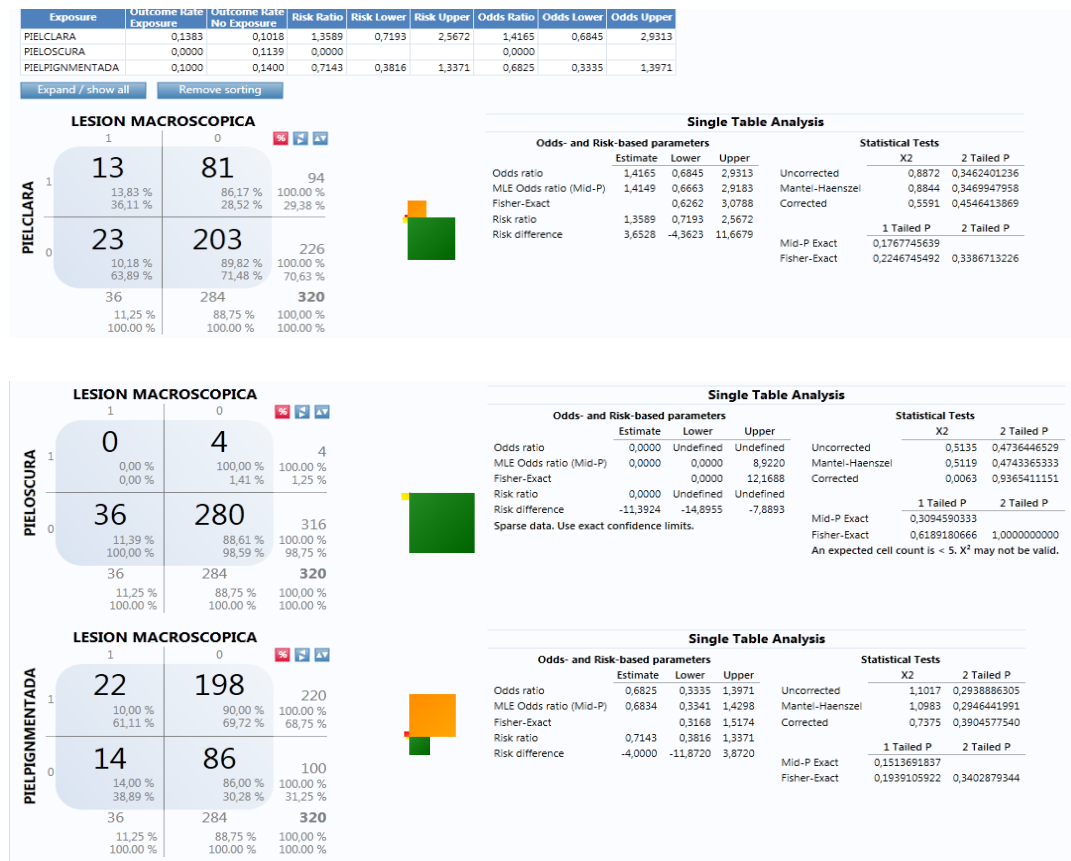 Exposure Outcome Rate Exposure Outcome Rate No Exposure Risk Ratio Risk Lower Risk Upper Odds Ratio Odds Lower Odds Upper
PIELCLARA 0,1383 0,1018 1,3589 0,7193 2,5672 1,4165 0,6845 2,9313
PIELOSCURA 0,0000 0,1139 0,0000 0,0000
PIELPIGNMENTADA 0,1000 0,1400 0,7143 0,3816 1,3371 0,6825 0,3335 1,3971
Expand / show all Remove sorting
LESION MACROSCOPICA
1 0 %
PIELCLARA
1 13 81 94
13,83 % 86,17 % 100.00 %
36,11 % 28,52 % 29,38 %
0 23 203 226
10,18 % 89,82 % 100.00 %
63,89 % 71,48 % 70,63 %
36 284 320
11,25 % 88,75 % 100,00 %
100.00 % 100.00 % 100.00 %
Single Table Analysis
Odds- and Risk-based parameters
Estimate Lower Upper
Odds ratio 1,4165 0,6845 2,9313
MLE Odds ratio (Mid-P) 1,4149 0,6663 2,9183
Fisher-Exact 0,6262 3,0788
Risk ratio 1,3589 0,7193 2,5672
Risk difference 3,6528 -4,3623 11,6679
Statistical Tests
X2 2 Tailed P
Uncorrected 0,8872 0,3462401236
Mantel-Haenszel 0,8844 0,3469947958
Corrected 0,5591 0,4546413869
1 Tailed P 2 Tailed P
Mid-P Exact 0,1767745639
Fisher-Exact 0,2246745492 0,3386713226
LESION MACROSCOPICA
1 0 %
PIELOSCURA
1 0 4 4
0,00 % 100,00 % 100.00 %
0,00 % 1,41 % 1,25 %
0 36 280 316
11,39 % 88,61 % 100.00 %
100,00 % 98,59 % 98,75 %
36 284 320
11,25 % 88,75 % 100,00 %
100.00 % 100.00 % 100.00 %
Single Table Analysis
Odds- and Risk-based parameters
Estimate Lower Upper
Odds ratio 0,0000 Undefined Undefined
MLE Odds ratio (Mid-P) 0,0000 0,0000 8,9220
Fisher-Exact 0,0000 12,1688
Risk ratio 0,0000 Undefined Undefined
Risk difference -11,3924 -14,8955 -7,8893
Sparse data. Use exact confidence limits.
Statistical Tests
X2 2 Tailed P
Uncorrected 0,5135 0,4736446529
Mantel-Haenszel 0,5119 0,4743365333
Corrected 0,0063 0,9365411151
1 Tailed P 2 Tailed P
Mid-P Exact 0,3094590333
Fisher-Exact 0,6189180666 1,0000000000
An expected cell count is < 5. X² may not be valid.
LESION MACROSCOPICA
1 0 %
PIELPIGNMENTADA
1 22 198 220
10,00 % 90,00 % 100.00 %
61,11 % 69,72 % 68,75 %
0 14 86 100
14,00 % 86,00 % 100.00 %
38,89 % 30,28 % 31,25 %
36 284 320
11,25 % 88,75 % 100,00 %
100.00 % 100.00 % 100.00 %
Single Table Analysis
Odds- and Risk-based parameters
Estimate Lower Upper
Odds ratio 0,6825 0,3335 1,3971
MLE Odds ratio (Mid-P) 0,6834 0,3341 1,4298
Fisher-Exact 0,3168 1,5174
Risk ratio 0,7143 0,3816 1,3371
Risk difference -4,0000 -11,8720 3,8720
Statistical Tests
X2 2 Tailed P
Uncorrected 1,1017 0,2938886305
Mantel-Haenszel 1,0983 0,2946441991
Corrected 0,7375 0,3904577540
1 Tailed P 2 Tailed P
Mid-P Exact 0,1513691837
Fisher-Exact 0,1939105922 0,3402879344